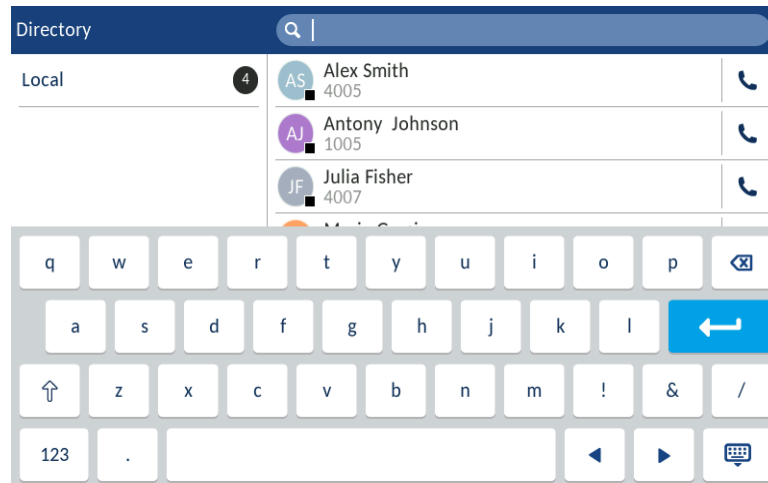 Directory
Local 4
AS Alex Smith
4005
AJ Antony Johnson
1005
JF Julia Fisher
4007
q w e r t y u i o p
a s d f g h j k l
z x c v b n m ! & /
123 .